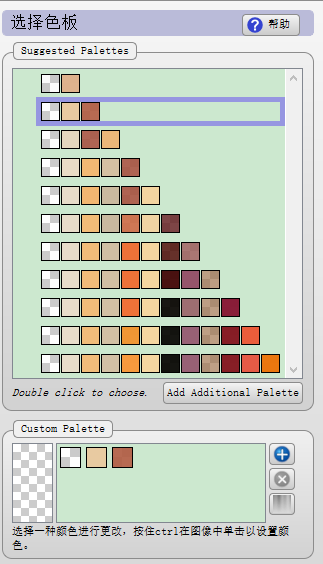 选择色板
帮助
Suggested Palettes
Double click to choose.
Add Additional Palette
Custom Palette
选择一种颜色进行更改，按住ctrl在图像中单击以设置颜
色。